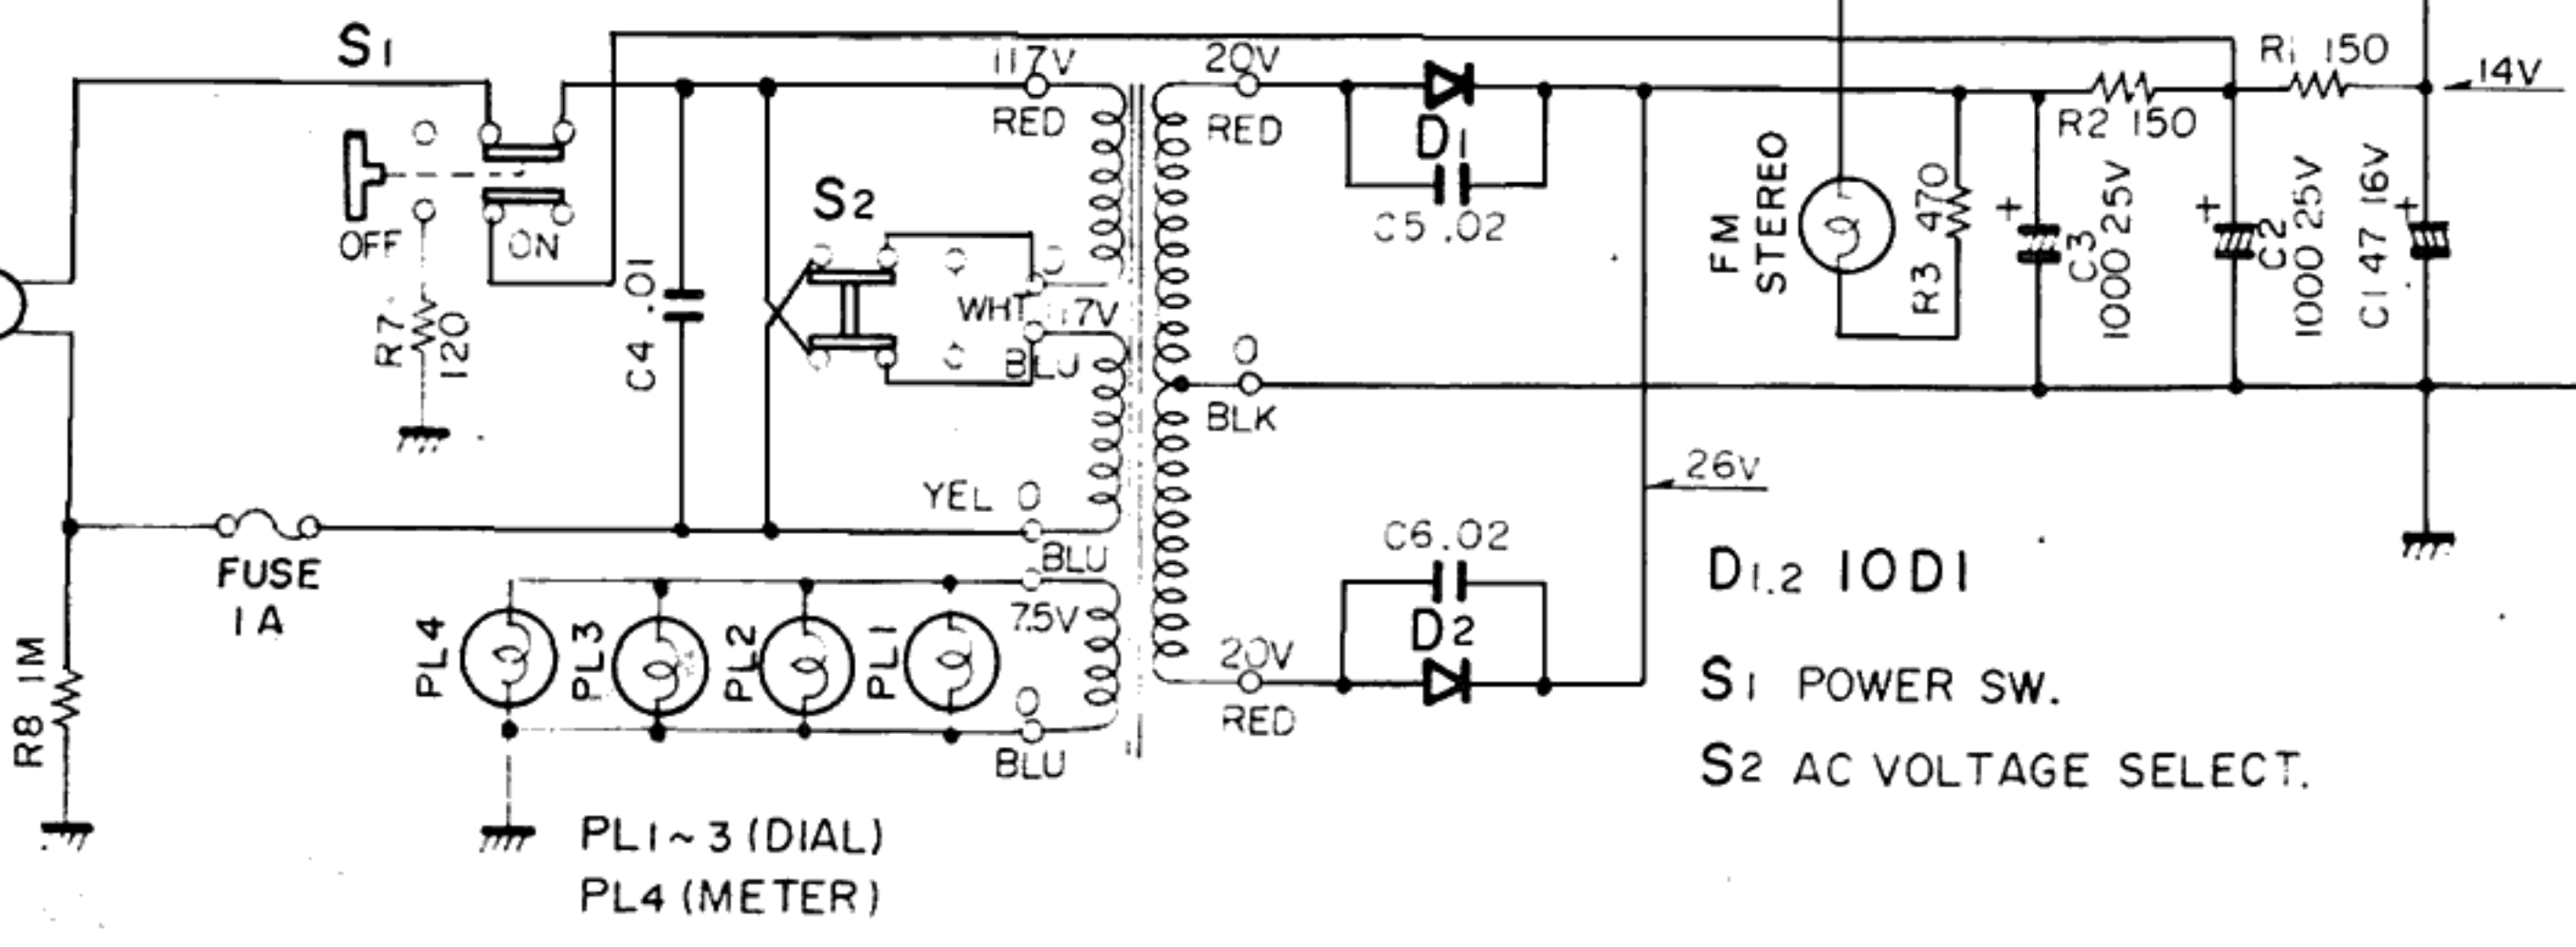 S1
117V
RED
20V
RED
D1
C5 .02
R1 150
14V
R2 150
FM STEREO
R3 470
C3 1000 25V
C2 1000 25V
C1 47 16V
+
+
+
OFF
ON
R7 120
C4 .01
S2
WHT
BLU
0
BLK
YEL 0
BLU
7.5V
0
BLU
FUSE
1A
R8 1M
PL4
PL3
PL2
PL1
26V
C6 .02
D2
20V
RED
D1.2 10D1
S1 POWER SW.
S2 AC VOLTAGE SELECT.
PL1~3 (DIAL)
PL4 (METER)